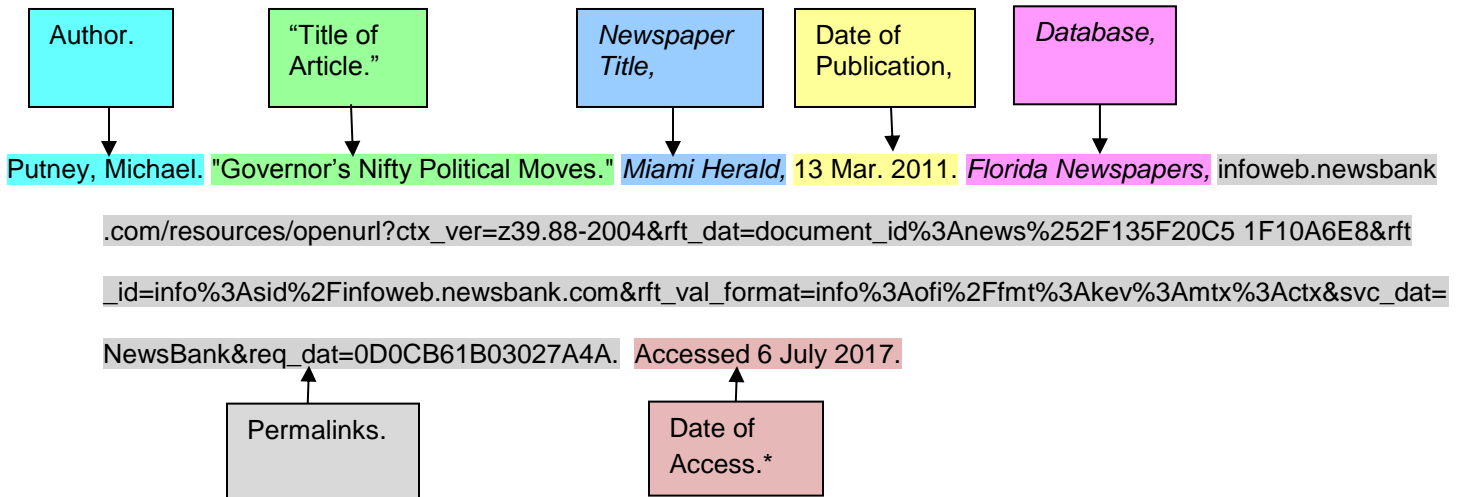 Author.
“Title of
Article.”
Newspaper
Title,
Date of
Publication,
Database,
Putney, Michael. "Governor’s Nifty Political Moves." Miami Herald, 13 Mar. 2011. Florida Newspapers, infoweb.newsbank
.com/resources/openurl?ctx_ver=z39.88-2004&rft_dat=document_id%3Anews%252F135F20C5 1F10A6E8&rft
_id=info%3Asid%2Finfoweb.newsbank.com&rft_val_format=info%3Aofi%2Ffmt%3Akev%3Amtx%3Actx&svc_dat=
NewsBank&req_dat=0D0CB61B03027A4A. Accessed 6 July 2017.
Permalinks.
Date of
Access.*